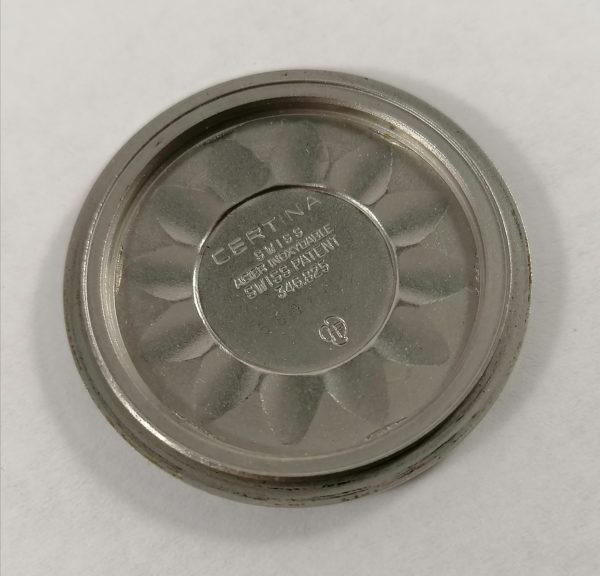 CERTINA
SWISS
ACIER INOXYDABLE
SWISS PATENT
346.825